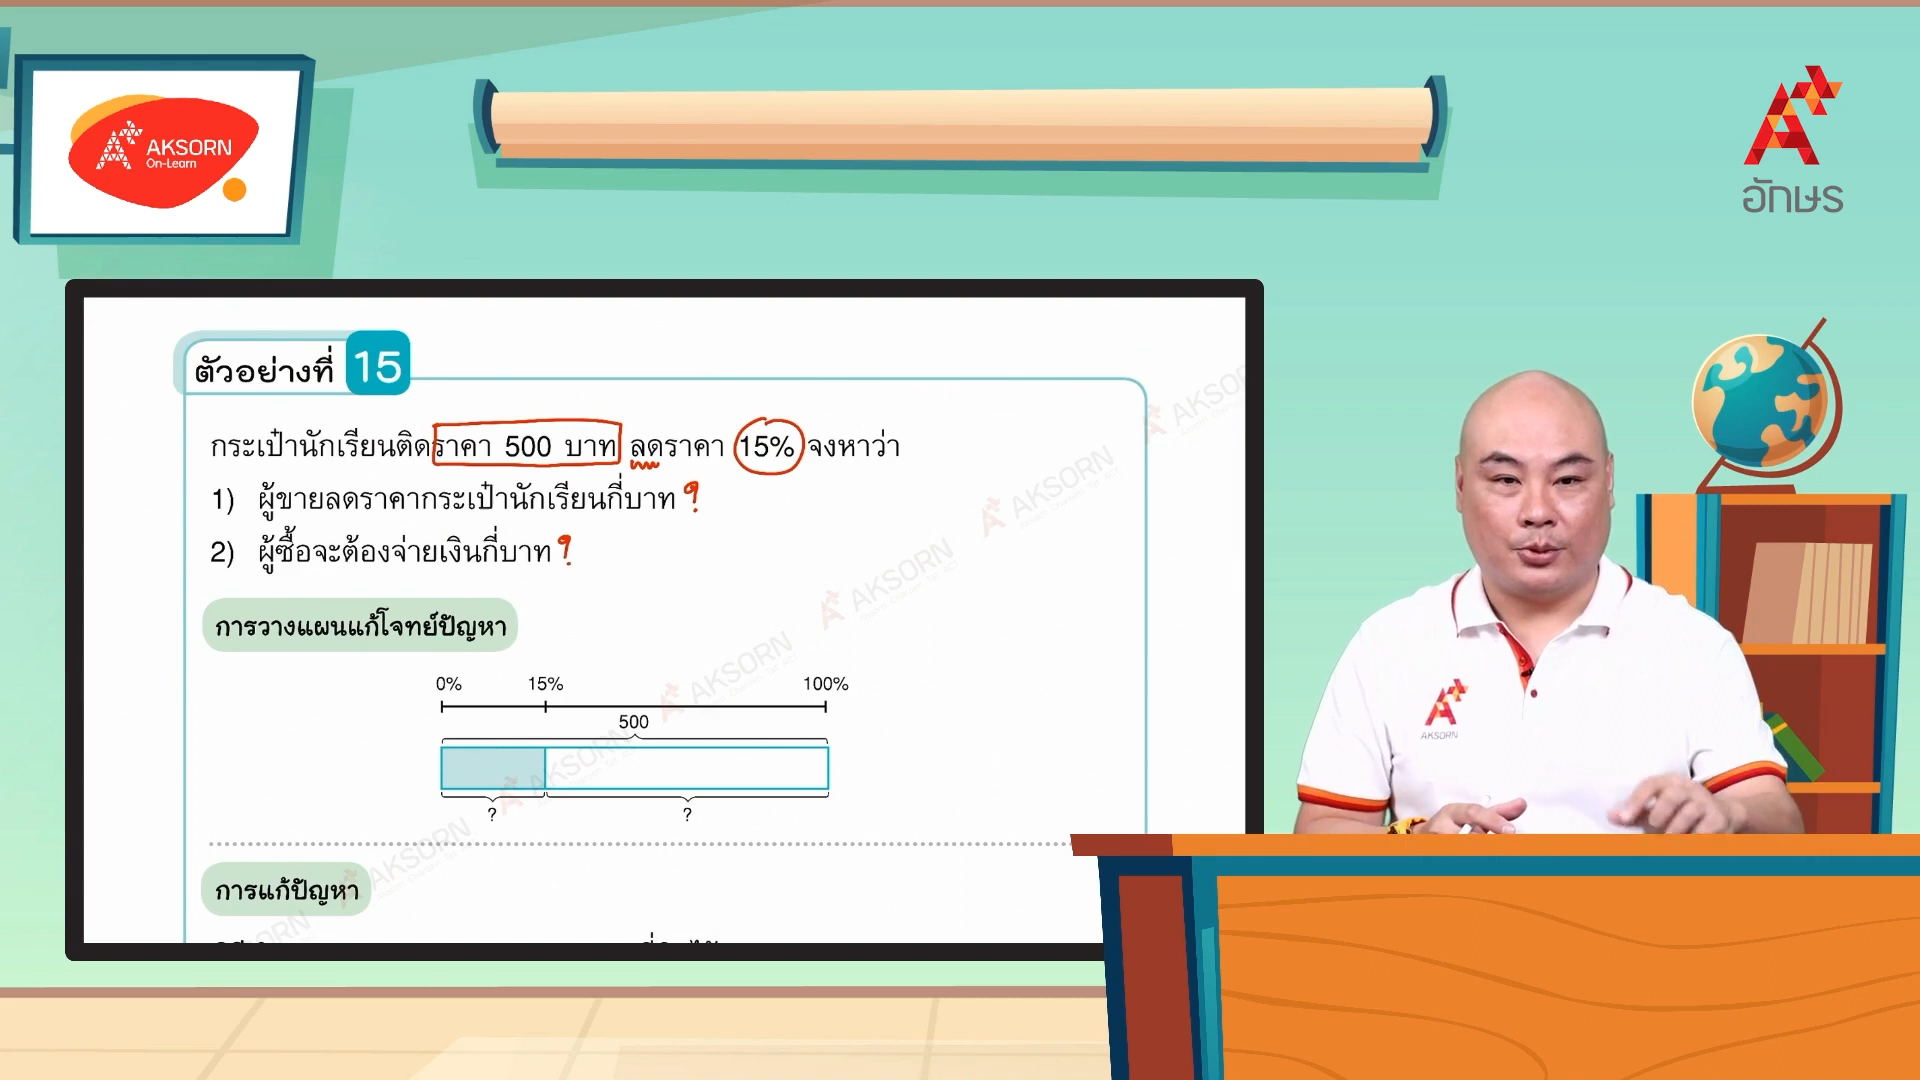 AKSORN
On-Learn
อักษร
ตัวอย่างที่ 15
กระเป๋านักเรียนติดราคา 500 บาท ลดราคา 15% จงหาว่า
1) ผู้ขายลดราคากระเป๋านักเรียนกี่บาท ?
2) ผู้ซื้อจะต้องจ่ายเงินกี่บาท ?
การวางแผนแก้โจทย์ปัญหา
0% 15% 100%
500
? ?
การแก้ปัญหา
AKSORN
AKSORN
AKSORN
AKSORN
AKSORN
AKSORN
AKSORN